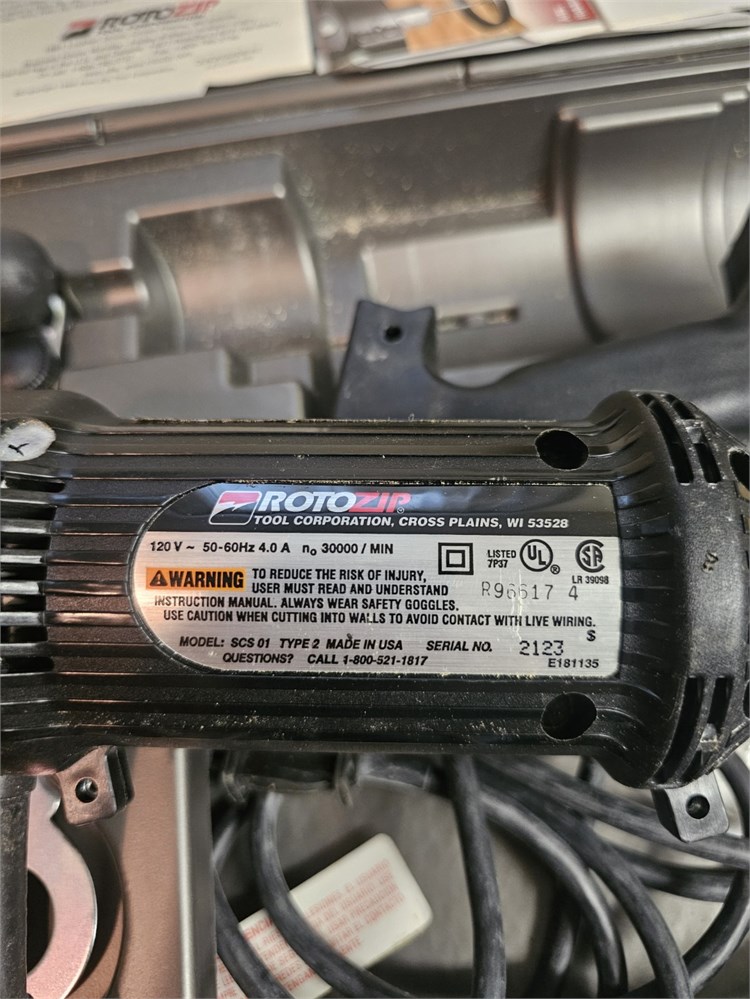 ROTOZIP
ROTOZIP®
TOOL CORPORATION, CROSS PLAINS, WI 53528
120 V ~ 50-60Hz 4.0 A n₀ 30000 / MIN
LISTED
7P37
UL®
SA
LR 39098
⚠WARNING TO REDUCE THE RISK OF INJURY,
USER MUST READ AND UNDERSTAND
R96617 4
INSTRUCTION MANUAL. ALWAYS WEAR SAFETY GOGGLES.
USE CAUTION WHEN CUTTING INTO WALLS TO AVOID CONTACT WITH LIVE WIRING.
$
MODEL: SCS 01 TYPE 2 MADE IN USA SERIAL NO. 2123
QUESTIONS? CALL 1-800-521-1817 E181135